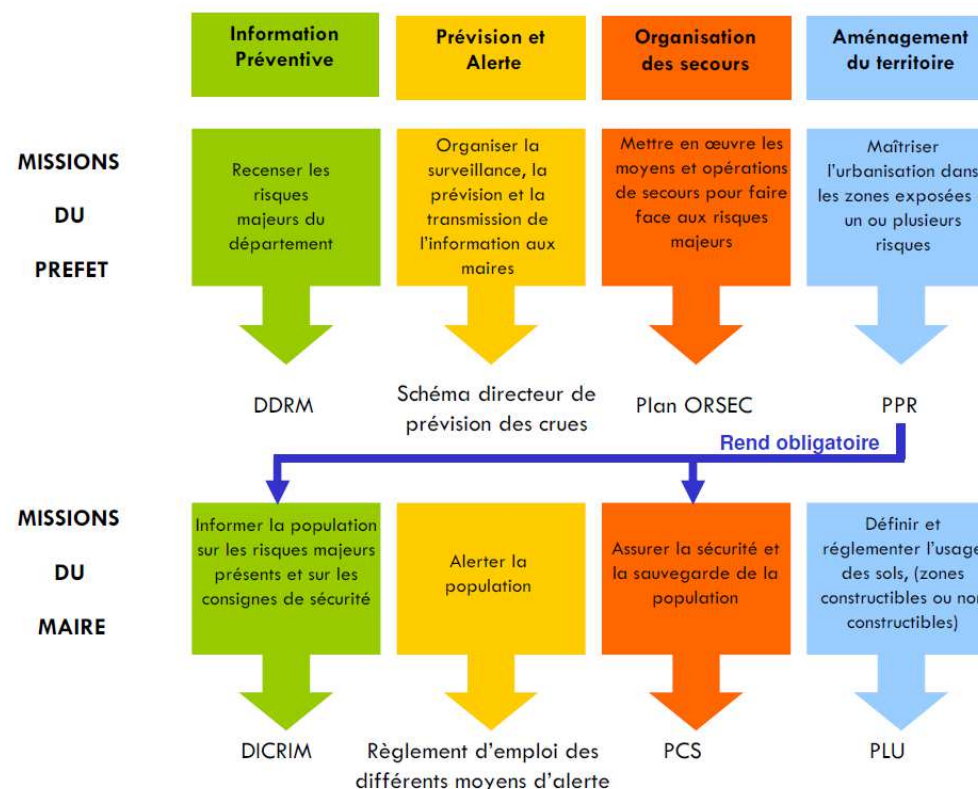 Information
Préventive
Prévision et
Alerte
Organisation
des secours
Aménagement
du territoire
MISSIONS
DU
PREFET
Recenser les
risques
majeurs du
département
Organiser la
surveillance, la
prévision et la
transmission de
l'information aux
maires
Mettre en œuvre les
moyens et opérations
de secours pour faire
face aux risques
majeurs
Maîtriser
l'urbanisation dans
les zones exposées
un ou plusieurs
risques
DDRM
Schéma directeur de
prévision des crues
Plan ORSEC
PPR
Rend obligatoire
MISSIONS
DU
MAIRE
Informer la population
sur les risques majeurs
présents et sur les
consignes de sécurité
Alerter la
population
Assurer la sécurité et
la sauvegarde de la
population
Définir et
réglementer l'usage
des sols, (zones
constructibles ou non
constructibles)
DICRIM
Règlement d'emploi des
différents moyens d'alerte
PCS
PLU